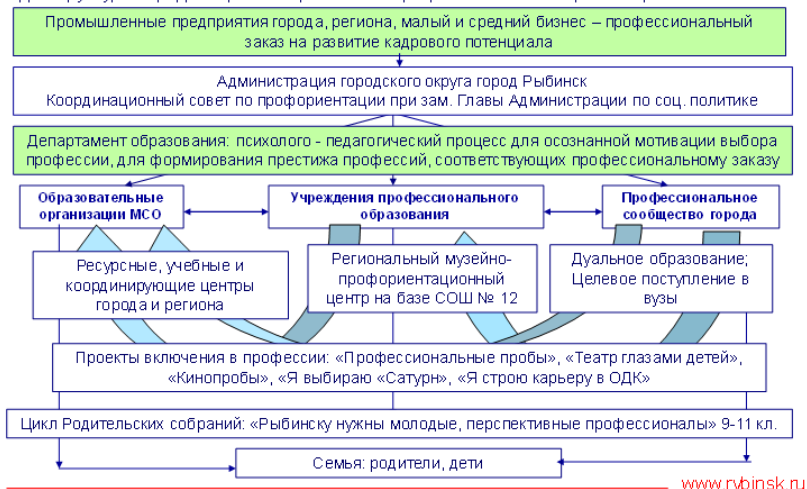 Промышленные предприятия города, региона, малый и средний бизнес – профессиональный
заказ на развитие кадрового потенциала
Администрация городского округа город Рыбинск
Координационный совет по профориентации при зам. Главы Администрации по соц. политике
Департамент образования: психолого - педагогический процесс для осознанной мотивации выбора
профессии, для формирования престижа профессий, соответствующих профессиональному заказу
Образовательные
организации МСО
Учреждения профессионального
образования
Профессиональное
сообщество города
Ресурсные, учебные и
координирующие центры
города и региона
Региональный музейно-
профориентационный
центр на базе СОШ № 12
Дуальное образование;
Целевое поступление в
вузы
Проекты включения в профессии: «Профессиональные пробы», «Театр глазами детей»,
«Кинопробы», «Я выбираю «Сатурн», «Я строю карьеру в ОДК»
Цикл Родительских собраний: «Рыбинску нужны молодые, перспективные профессионалы» 9-11 кл.
Семья: родители, дети
www.rybinsk.ru